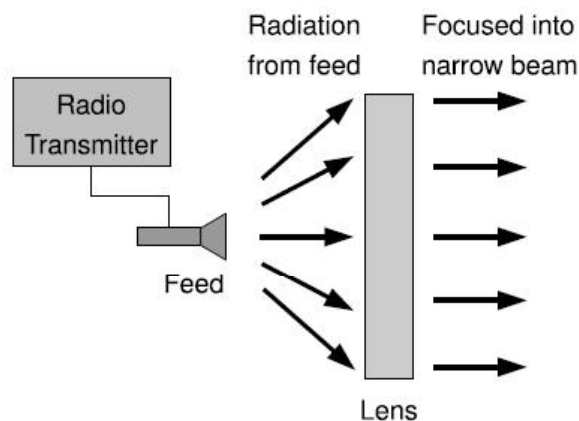 Radiation
from feed
Focused into
narrow beam
Radio
Transmitter
Feed
Lens